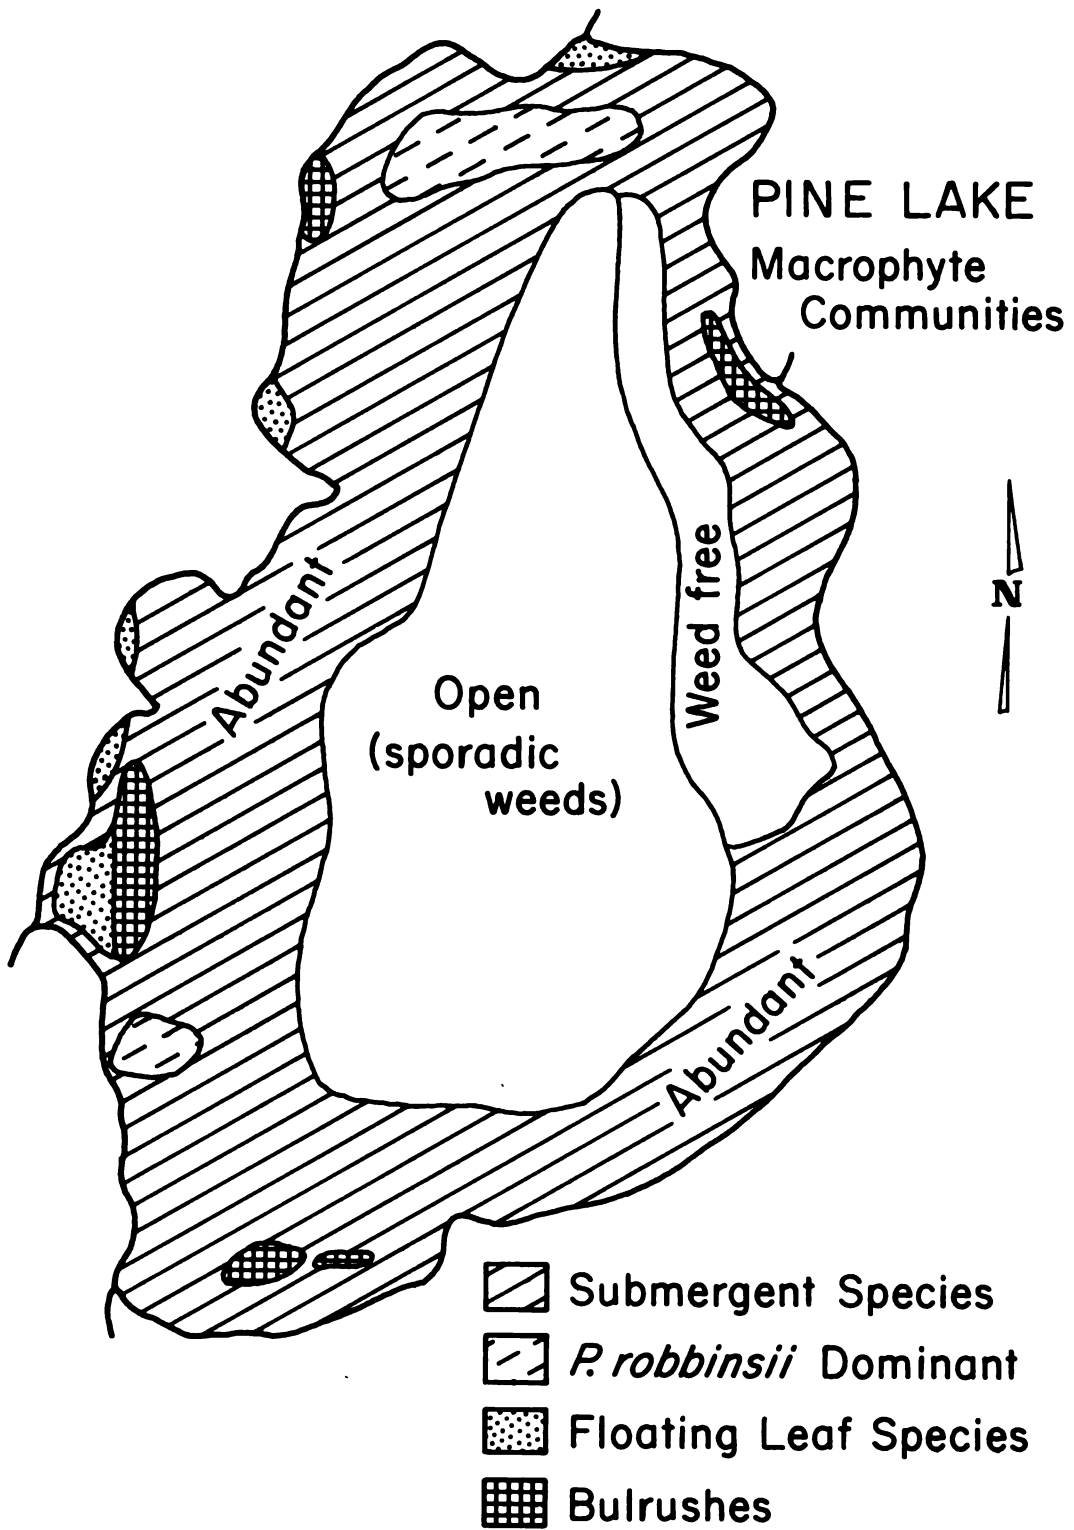 PINE LAKE
Macrophyte
Communities
Abundant
Weed free
N
Open
(sporadic
weeds)
Abundant
Submergent Species
P. robbinsii Dominant
Floating Leaf Species
Bulrushes